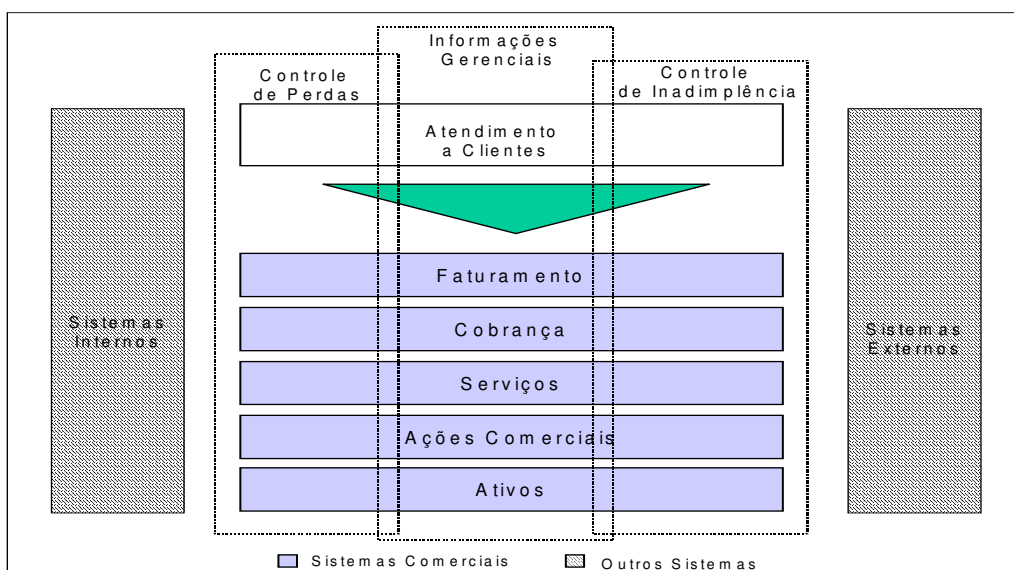 Informações
Gerenciais
Controle
de Perdas
Controle
de Inadimplência
Atendimento
a Clientes
Faturamento
Cobrança
Serviços
Ações Comerciais
Ativos
Sistemas
Internos
Sistemas
Externos
Sistemas Comerciais
Outros Sistemas